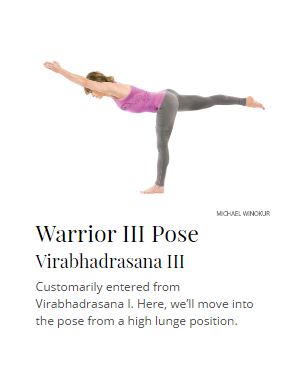 MICHAEL WINOKUR
Warrior III Pose
Virabhadrasana III
Customarily entered from
Virabhadrasana I. Here, we’ll move into
the pose from a high lunge position.